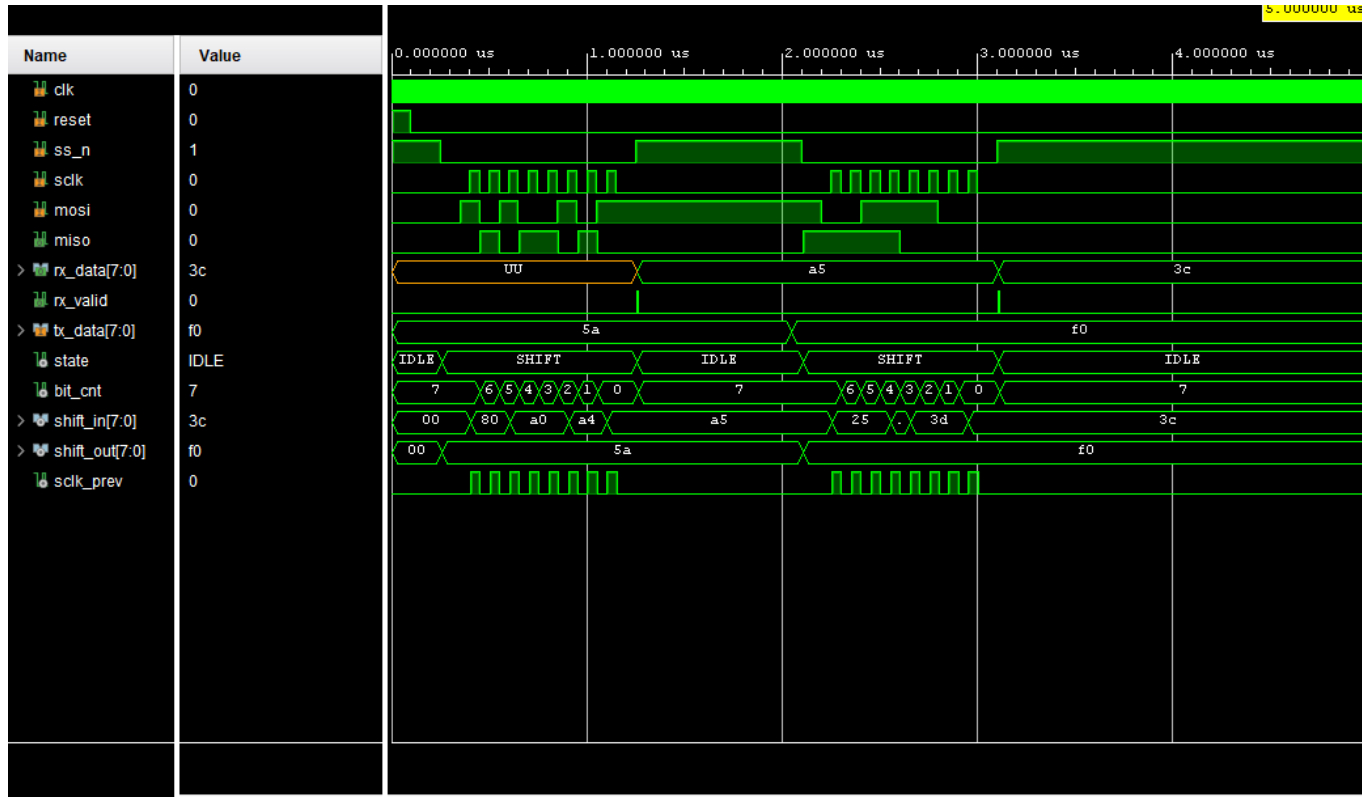 5.000000 us
Name Value
0.000000 us 1.000000 us 2.000000 us 3.000000 us 4.000000 us
clk 0
reset 0
ss_n 1
sclk 0
mosi 0
miso 0
rx_data[7:0] 3c UU a5 3c
rx_valid 0
tx_data[7:0] f0 5a f0
state IDLE IDLE SHIFT IDLE SHIFT IDLE
bit_cnt 7 7 6 5 4 3 2 1 0 7 6 5 4 3 2 1 0 7
shift_in[7:0] 3c 00 80 a0 a4 a5 25 . 3d 3c
shift_out[7:0] f0 00 5a f0
sclk_prev 0